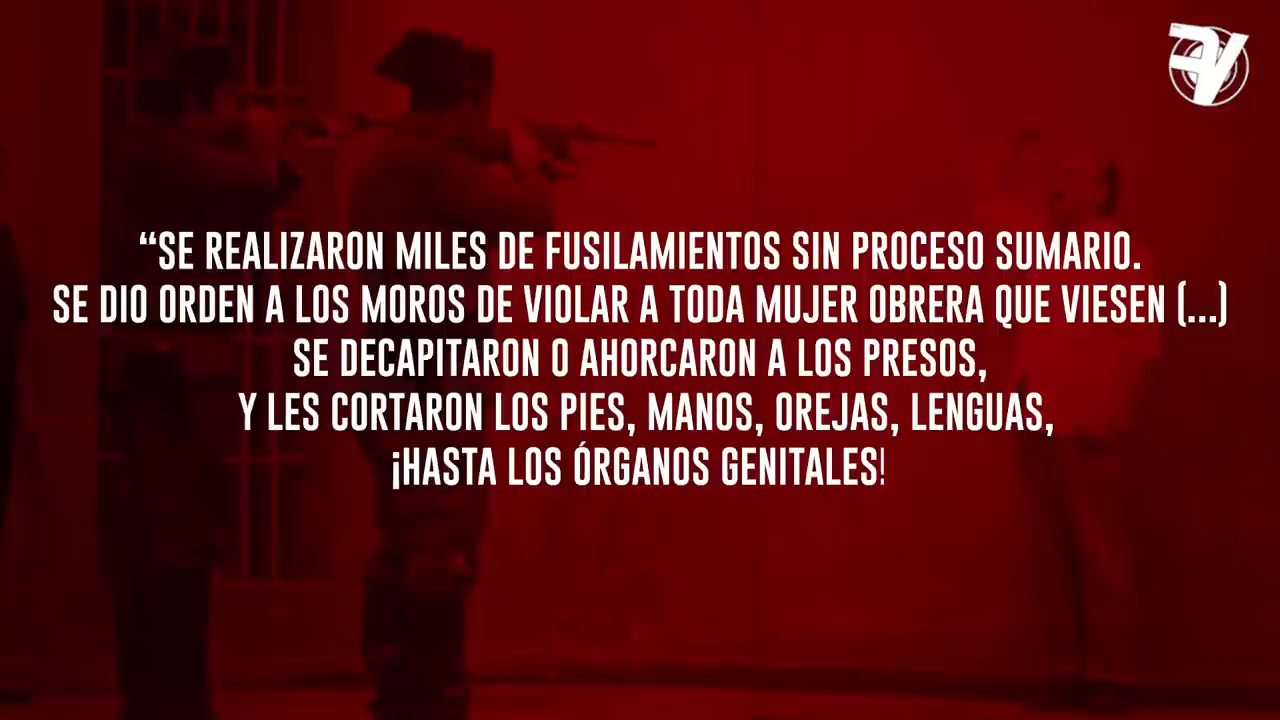 “SE REALIZARON MILES DE FUSILAMIENTOS SIN PROCESO SUMARIO.
SE DIO ORDEN A LOS MOROS DE VIOLAR A TODA MUJER OBRERA QUE VIESEN (...)
SE DECAPITARON O AHORCARON A LOS PRESOS,
Y LES CORTARON LOS PIES, MANOS, OREJAS, LENGUAS,
¡HASTA LOS ÓRGANOS GENITALES!